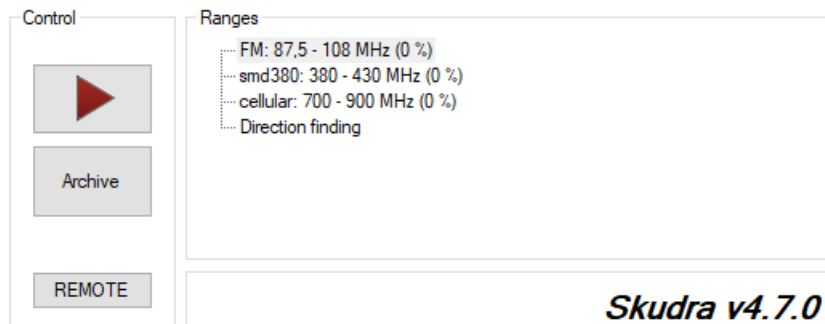 Control
Archive
REMOTE
Ranges
FM: 87,5 - 108 MHz (0 %)
smd380: 380 - 430 MHz (0 %)
cellular: 700 - 900 MHz (0 %)
Direction finding
Skudra v4.7.0